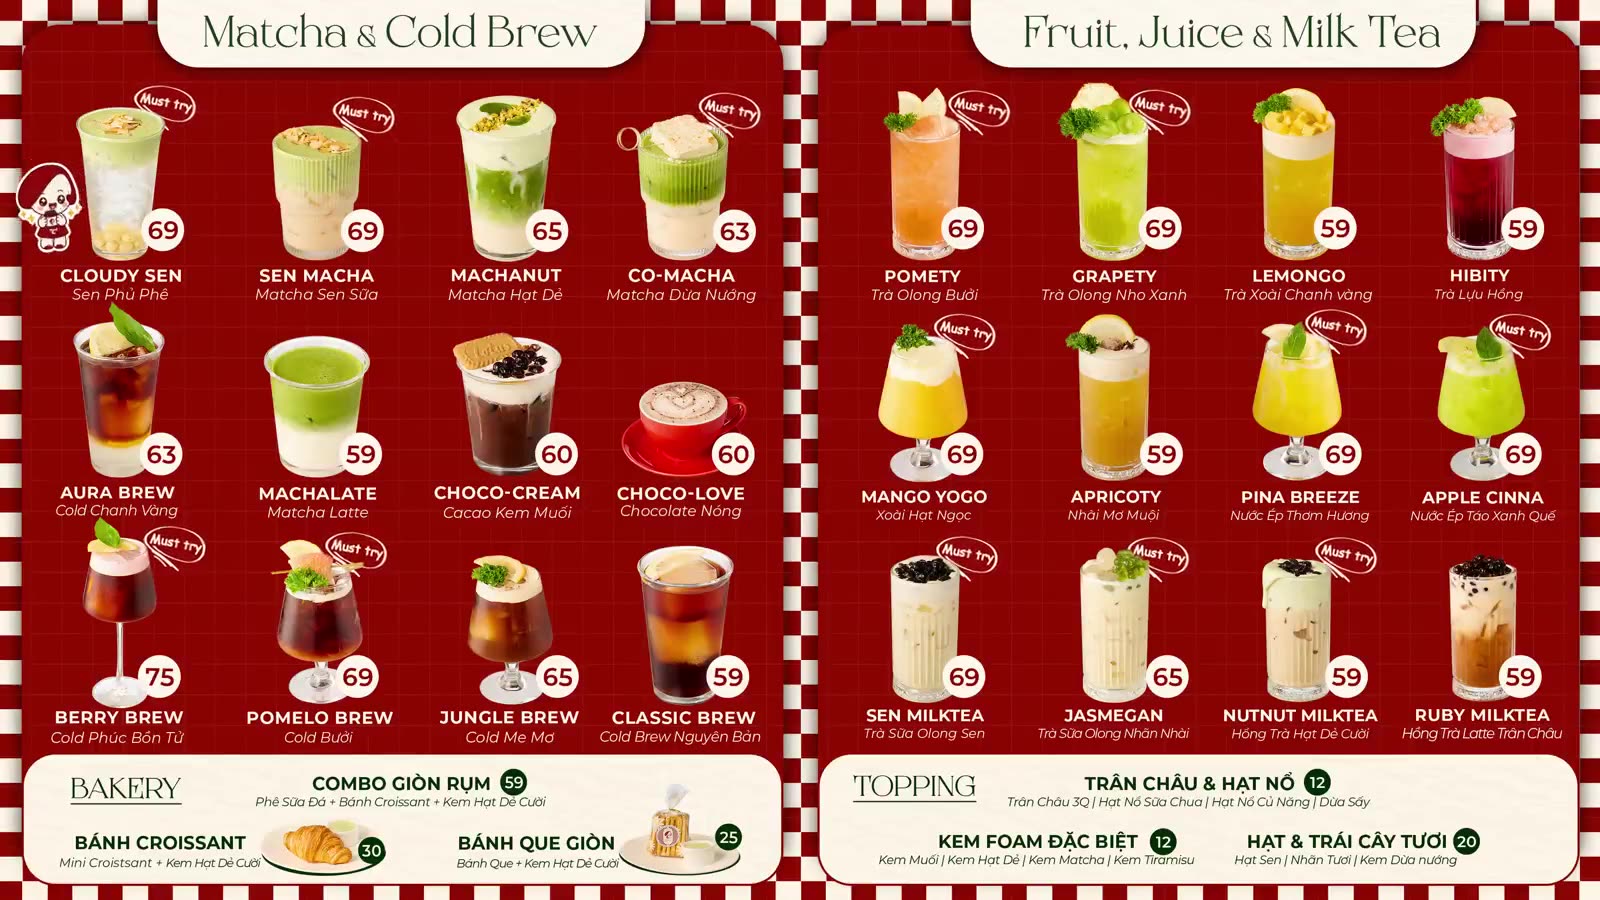 Matcha & Cold Brew
Must try
69
CLOUDY SEN
Sen Phủ Phê
Must try
69
SEN MACHA
Matcha Sen Sữa
65
MACHANUT
Matcha Hạt Dẻ
Must try
63
CO-MACHA
Matcha Dừa Nướng
63
AURA BREW
Cold Chanh Vàng
59
MACHALATE
Matcha Latte
60
CHOCO-CREAM
Cacao Kem Muối
60
CHOCO-LOVE
Chocolate Nóng
Must try
75
BERRY BREW
Cold Phúc Bồn Tử
Must try
69
POMELO BREW
Cold Bưởi
65
JUNGLE BREW
Cold Me Mơ
59
CLASSIC BREW
Cold Brew Nguyên Bản
BAKERY
COMBO GIÒN RỤM 59
Phê Sữa Đá + Bánh Croissant + Kem Hạt Dẻ Cười
BÁNH CROISSANT
Mini Croistsant + Kem Hạt Dẻ Cười
30
BÁNH QUE GIÒN
Bánh Que + Kem Hạt Dẻ Cười
25
Fruit, Juice & Milk Tea
Must try
69
POMETY
Trà Olong Bưởi
Must try
69
GRAPETY
Trà Olong Nho Xanh
59
LEMONGO
Trà Xoài Chanh vàng
59
HIBITY
Trà Lựu Hồng
Must try
69
MANGO YOGO
Xoài Hạt Ngọc
59
APRICOTY
Nhài Mơ Muội
Must try
69
PINA BREEZE
Nước Ép Thơm Hương
Must try
69
APPLE CINNA
Nước Ép Táo Xanh Quế
Must try
69
SEN MILKTEA
Trà Sữa Olong Sen
Must try
65
JASMEGAN
Trà Sữa Olong Nhãn Nhài
Must try
59
NUTNUT MILKTEA
Hồng Trà Hạt Dẻ Cười
59
RUBY MILKTEA
Hồng Trà Latte Trân Châu
TOPPING
TRÂN CHÂU & HẠT NỔ 12
Trân Châu 3Q | Hạt Nổ Sữa Chua | Hạt Nổ Củ Năng | Dừa Sấy
KEM FOAM ĐẶC BIỆT 12
Kem Muối | Kem Hạt Dẻ | Kem Matcha | Kem Tiramisu
HẠT & TRÁI CÂY TƯƠI 20
Hạt Sen | Nhãn Tươi | Kem Dừa nướng